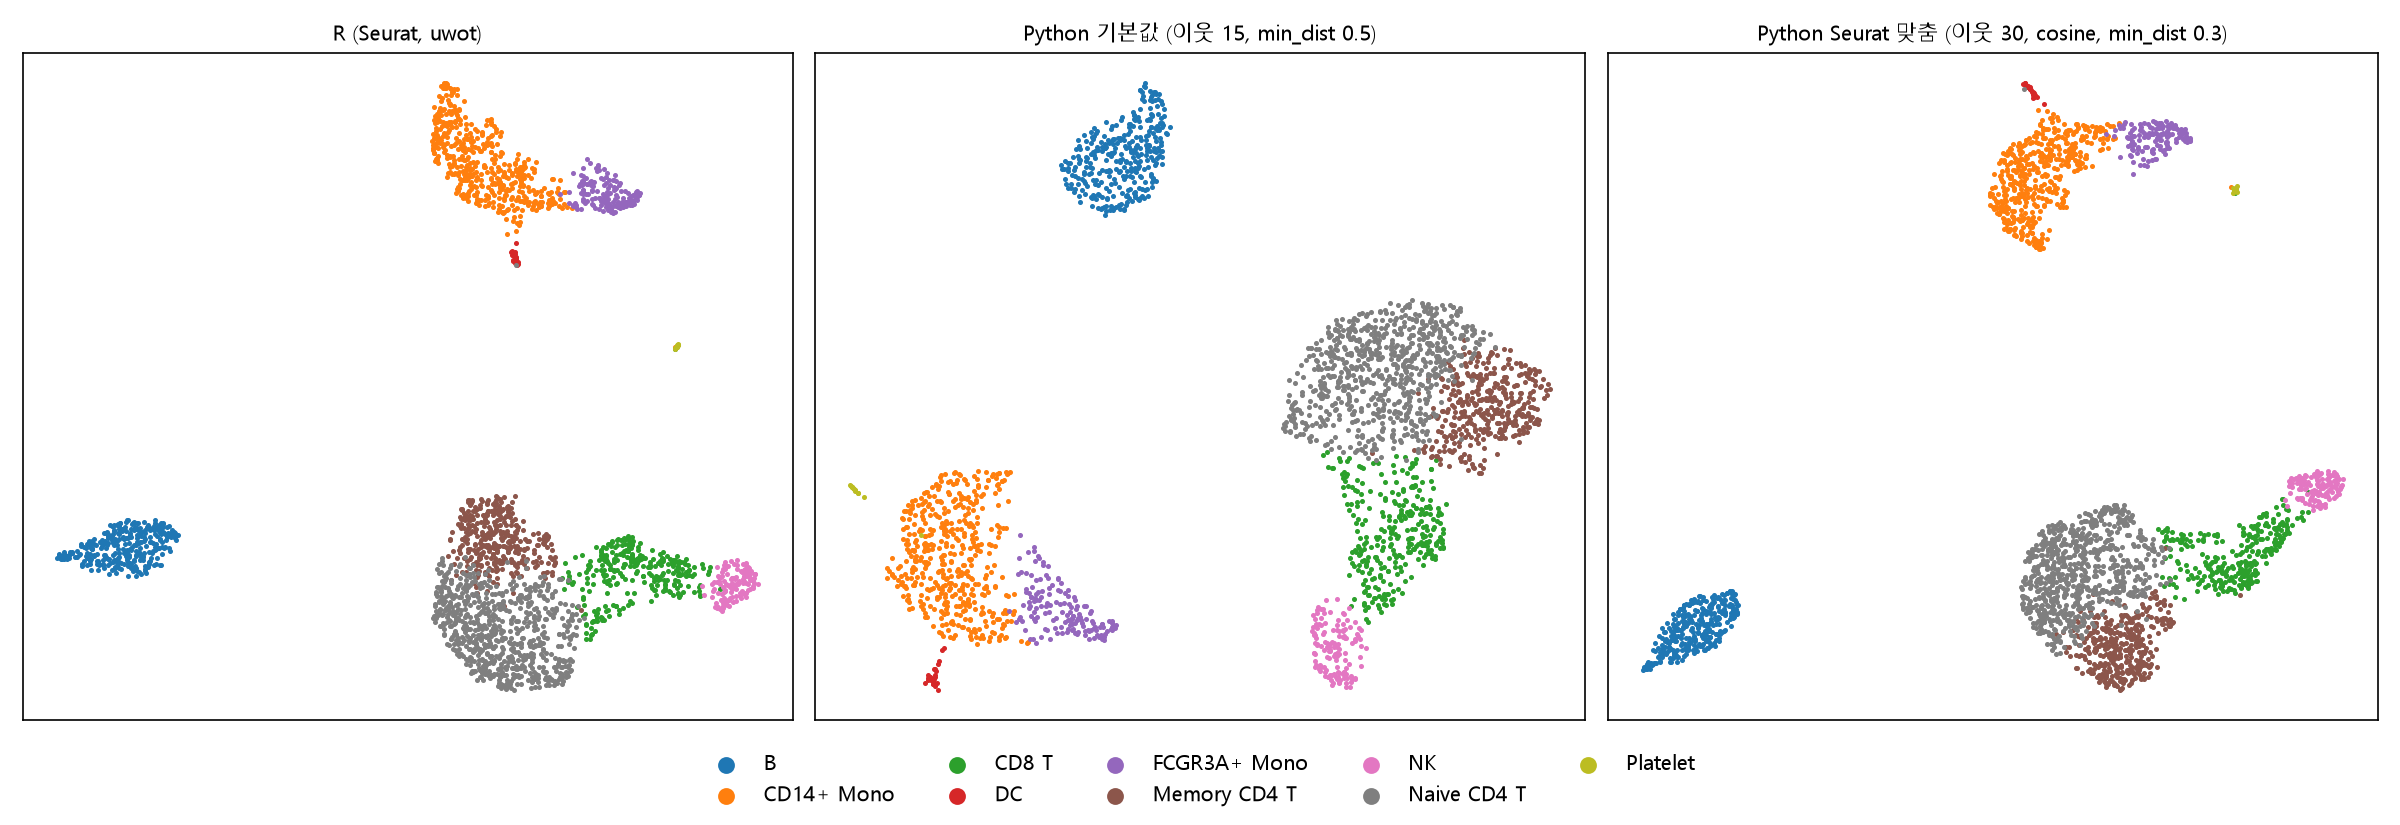 R (Seurat, uwot)
Python 기본값 (이웃 15, min_dist 0.5)
Python Seurat 맞춤 (이웃 30, cosine, min_dist 0.3)
B
CD8 T
FCGR3A+ Mono
NK
Platelet
CD14+ Mono
DC
Memory CD4 T
Naive CD4 T